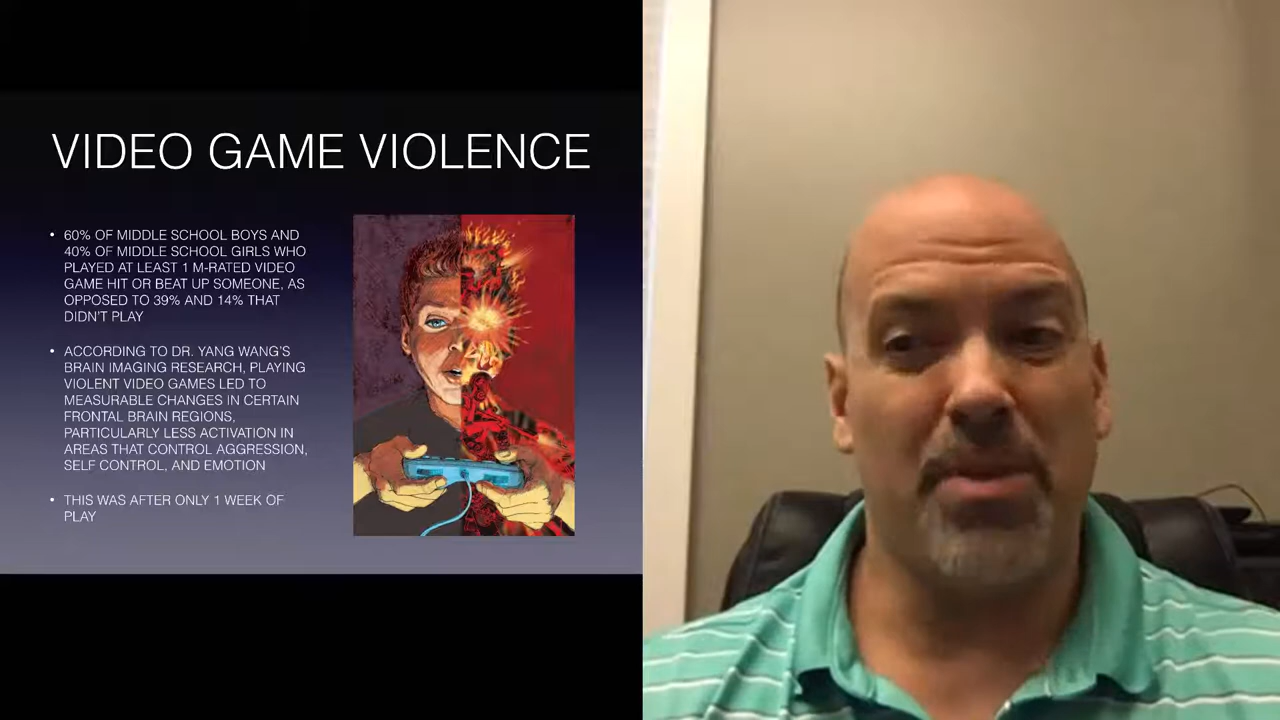 VIDEO GAME VIOLENCE
• 60% OF MIDDLE SCHOOL BOYS AND
40% OF MIDDLE SCHOOL GIRLS WHO
PLAYED AT LEAST 1 M-RATED VIDEO
GAME HIT OR BEAT UP SOMEONE, AS
OPPOSED TO 39% AND 14% THAT
DIDN'T PLAY
• ACCORDING TO DR. YANG WANG'S
BRAIN IMAGING RESEARCH, PLAYING
VIOLENT VIDEO GAMES LED TO
MEASURABLE CHANGES IN CERTAIN
FRONTAL BRAIN REGIONS,
PARTICULARLY LESS ACTIVATION IN
AREAS THAT CONTROL AGGRESSION,
SELF CONTROL, AND EMOTION
• THIS WAS AFTER ONLY 1 WEEK OF
PLAY